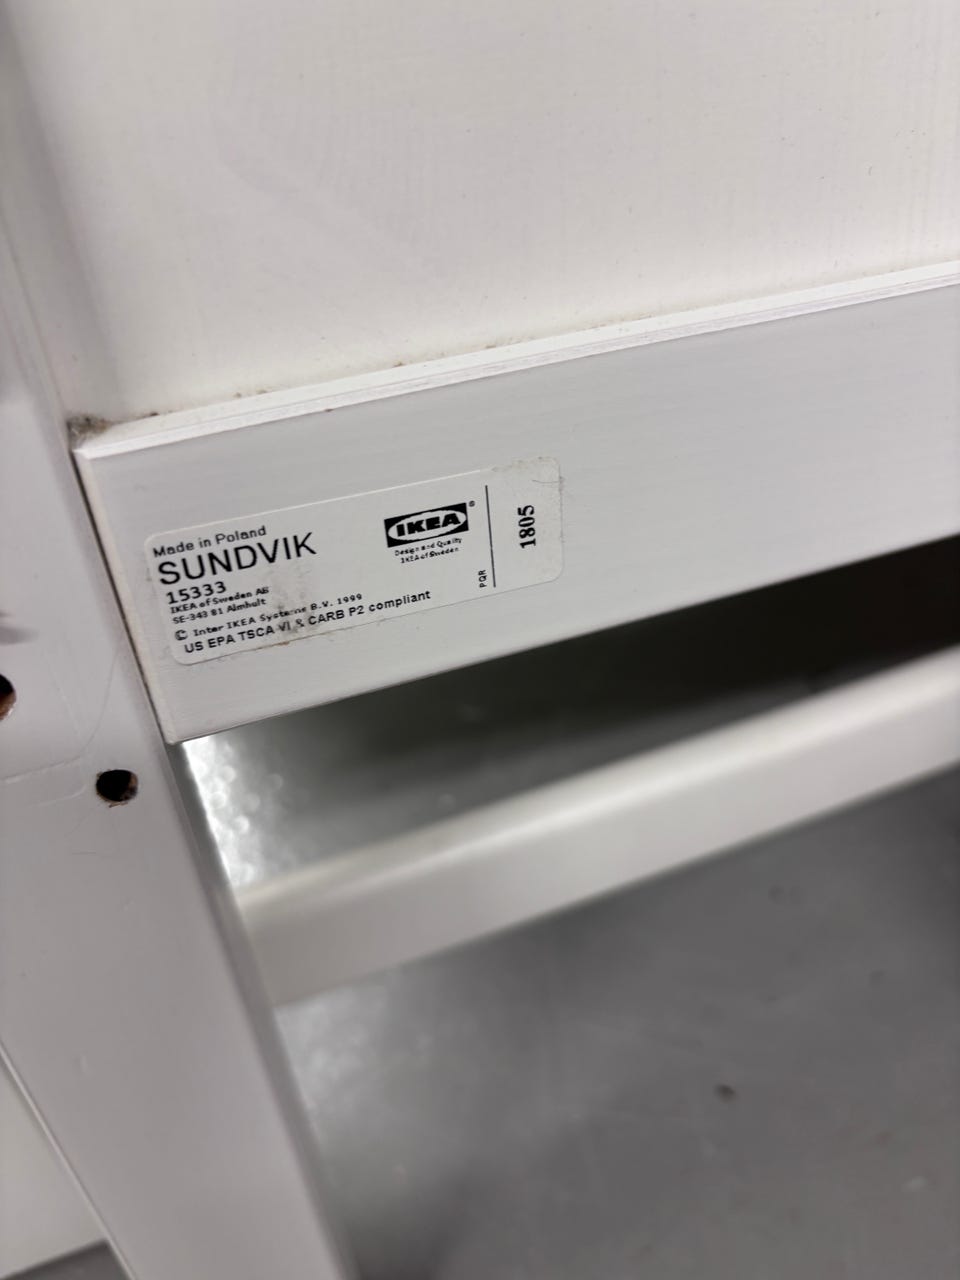 Made in Poland
SUNDVIK
15333
IKEA of Sweden AB
SE-343 81 Älmhult
© Inter IKEA Systems B.V. 1999
US EPA TSCA VI & CARB P2 compliant
IKEA®
Design and Quality
IKEA of Sweden
PQR
1805